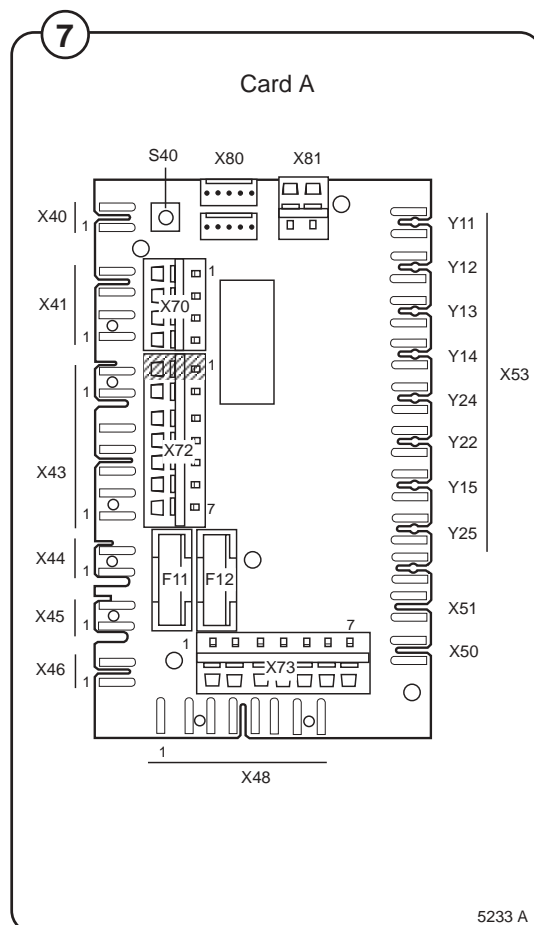 7
Card A
S40 X80 X81
X40 1 Y11
Y12
X41 1 X70 1 Y13
Y14
1 1 X53
Y24
X43 1 X72 7 Y22
Y15
Y25
X44 1 F11 F12
X45 1 X51
1 7
X46 1 X73 X50
1
X48
5233 A